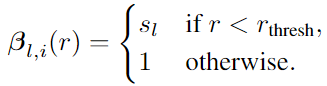 β_{l,i}(r) = { s_l if r < r_thresh,
1 otherwise.